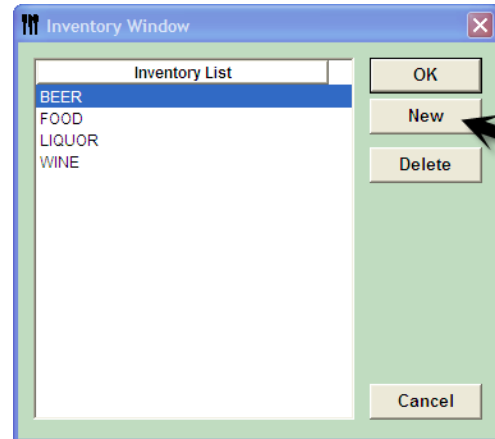 Inventory Window
Inventory List
BEER
FOOD
LIQUOR
WINE
OK
New
Delete
Cancel